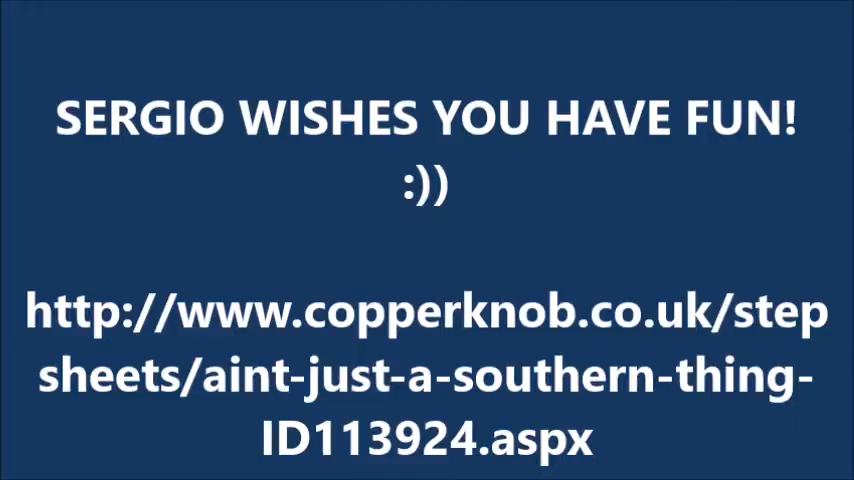 SERGIO WISHES YOU HAVE FUN!
:))
http://www.copperknob.co.uk/step
sheets/aint-just-a-southern-thing-
ID113924.aspx